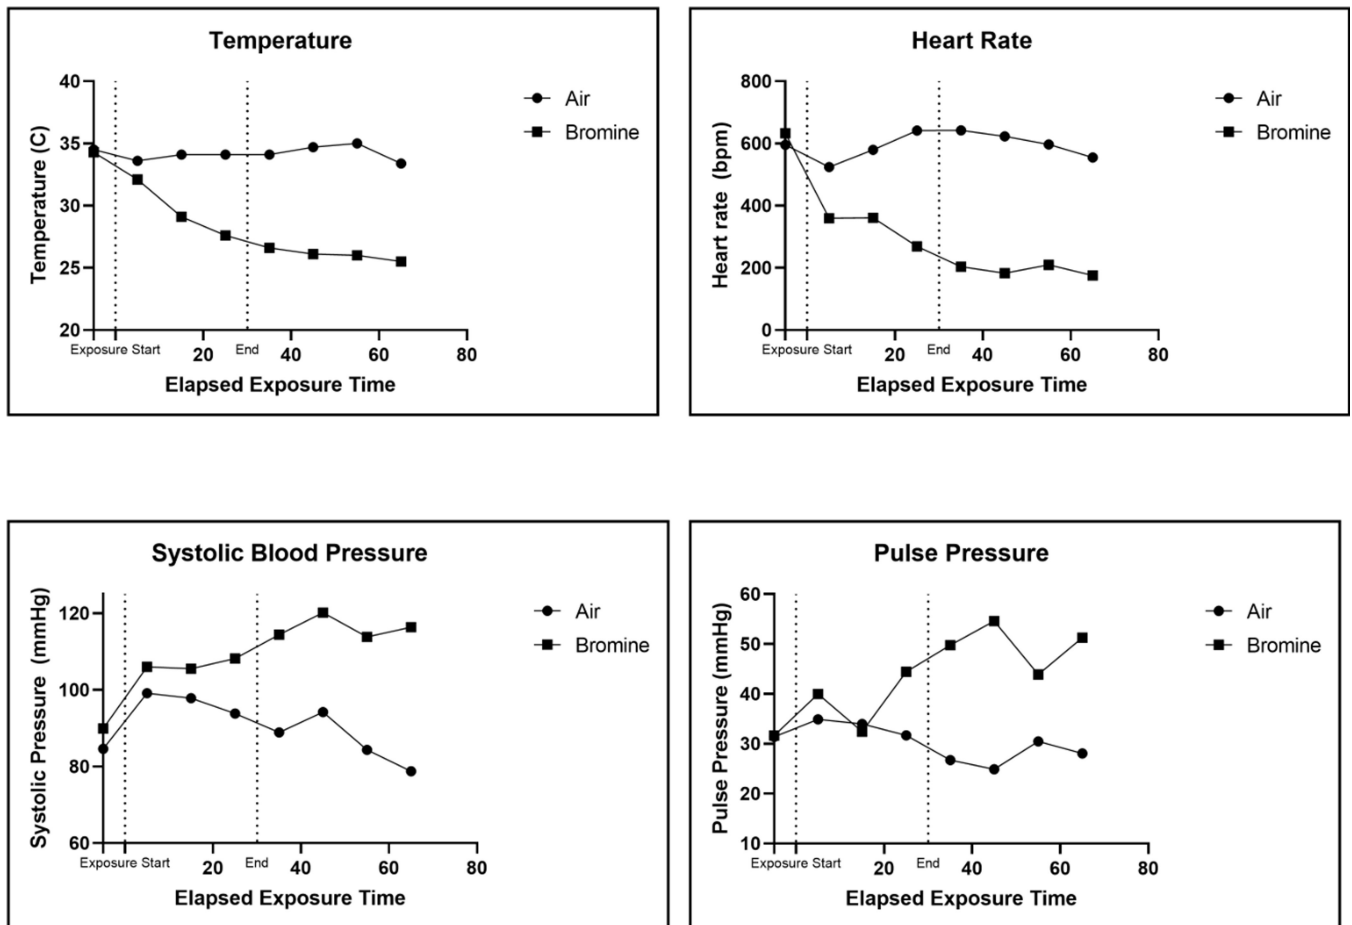 Temperature
40
35
30
25
20
Temperature (C)
Exposure Start 20 End 40 60 80
Elapsed Exposure Time
Air
Bromine
Heart Rate
800
600
400
200
0
Heart rate (bpm)
Exposure Start 20 End 40 60 80
Elapsed Exposure Time
Air
Bromine
Systolic Blood Pressure
120
100
80
60
Systolic Pressure (mmHg)
Exposure Start 20 End 40 60 80
Elapsed Exposure Time
Air
Bromine
Pulse Pressure
60
50
40
30
20
10
Pulse Pressure (mmHg)
Exposure Start 20 End 40 60 80
Elapsed Exposure Time
Air
Bromine